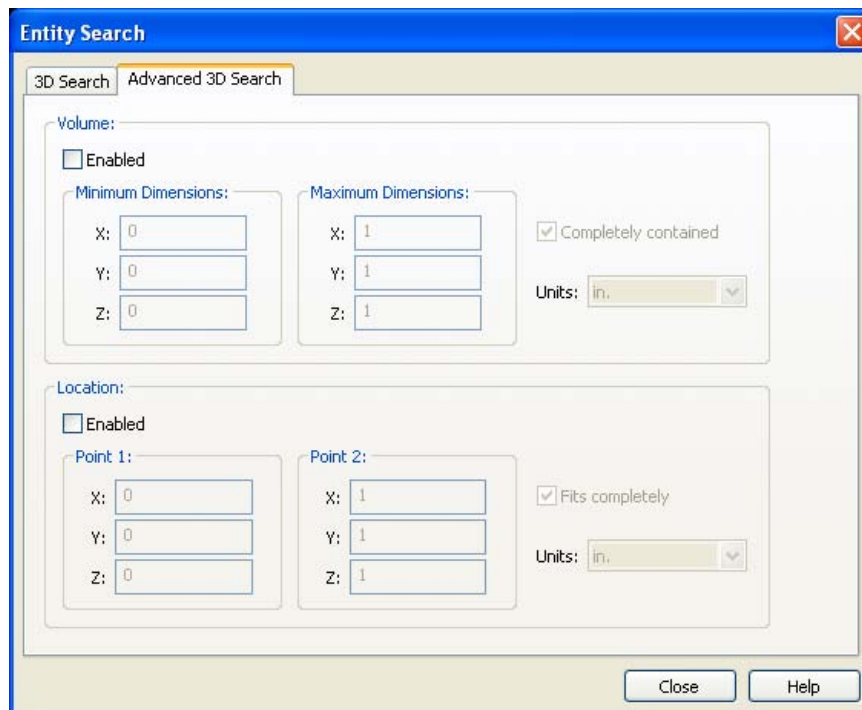 Entity Search
3D Search Advanced 3D Search
Volume:
Enabled
Minimum Dimensions: Maximum Dimensions:
X: 0 X: 1 Completely contained
Y: 0 Y: 1
Units: in.
Z: 0 Z: 1
Location:
Enabled
Point 1: Point 2:
X: 0 X: 1 Fits completely
Y: 0 Y: 1
Units: in.
Z: 0 Z: 1
Close Help